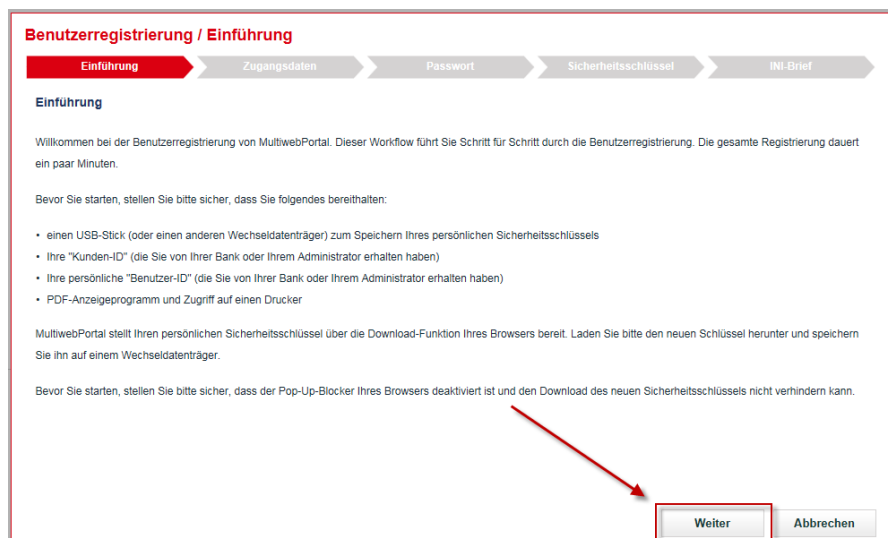 Benutzerregistrierung / Einführung
Einführung
Zugangsdaten
Passwort
Sicherheitsschlüssel
INI-Brief
Einführung
Willkommen bei der Benutzerregistrierung von MultiwebPortal. Dieser Workflow führt Sie Schritt für Schritt durch die Benutzerregistrierung. Die gesamte Registrierung dauert
ein paar Minuten.
Bevor Sie starten, stellen Sie bitte sicher, dass Sie folgendes bereithalten:
• einen USB-Stick (oder einen anderen Wechseldatenträger) zum Speichern Ihres persönlichen Sicherheitsschlüssels
• Ihre "Kunden-ID" (die Sie von Ihrer Bank oder Ihrem Administrator erhalten haben)
• Ihre persönliche "Benutzer-ID" (die Sie von Ihrer Bank oder Ihrem Administrator erhalten haben)
• PDF-Anzeigeprogramm und Zugriff auf einen Drucker
MultiwebPortal stellt Ihren persönlichen Sicherheitsschlüssel über die Download-Funktion Ihres Browsers bereit. Laden Sie bitte den neuen Schlüssel herunter und speichern
Sie ihn auf einem Wechseldatenträger.
Bevor Sie starten, stellen Sie bitte sicher, dass der Pop-Up-Blocker Ihres Browsers deaktiviert ist und den Download des neuen Sicherheitsschlüssels nicht verhindern kann.
Weiter
Abbrechen